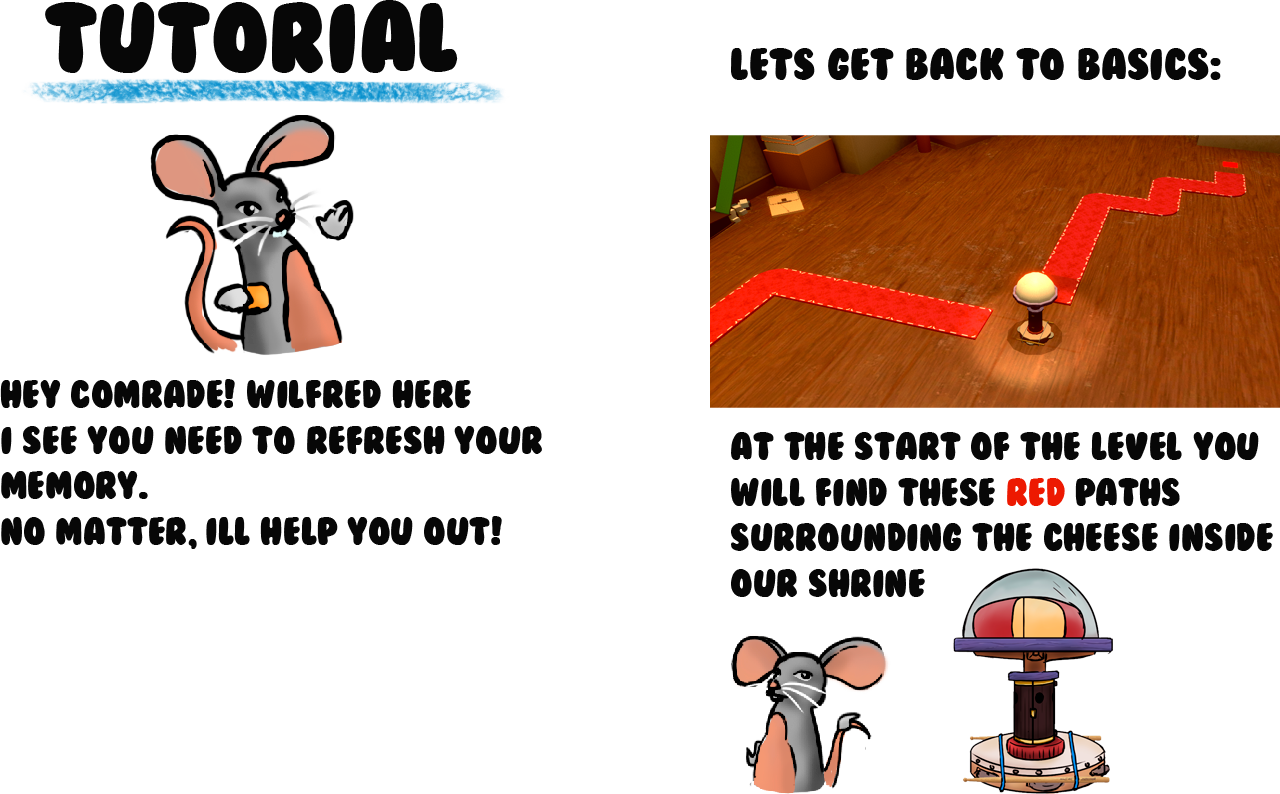 TUTORIAL
HEY COMRADE! WILFRED HERE
I SEE YOU NEED TO REFRESH YOUR
MEMORY.
NO MATTER, ILL HELP YOU OUT!
LETS GET BACK TO BASICS:
AT THE START OF THE LEVEL YOU
WILL FIND THESE RED PATHS
SURROUNDING THE CHEESE INSIDE
OUR SHRINE